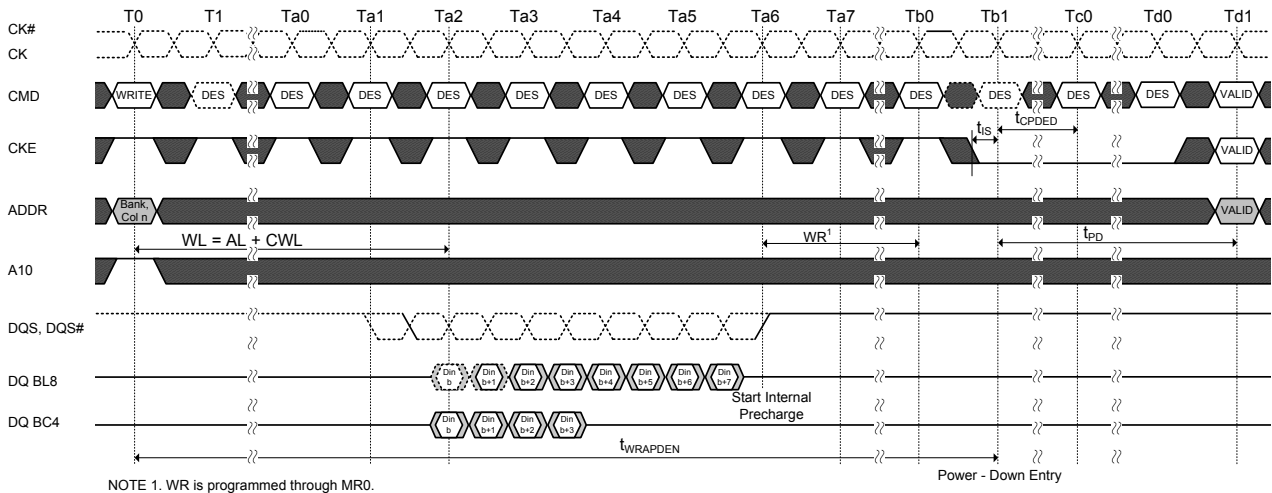 T0 T1 Ta0 Ta1 Ta2 Ta3 Ta4 Ta5 Ta6 Ta7 Tb0 Tb1 Tc0 Td0 Td1
CK#
CK
CMD WRITE DES DES DES DES DES DES DES DES DES DES DES DES DES VALID
tIS tCPDED
CKE VALID
ADDR Bank, Col n VALID
WL = AL + CWL WR1 tPD
A10
DQS, DQS#
DQ BL8 Din b Din b+1 Din b+2 Din b+3 Din b+4 Din b+5 Din b+6 Din b+7
Start Internal
Precharge
DQ BC4 Din b Din b+1 Din b+2 Din b+3
tWRAPDEN
Power - Down Entry
NOTE 1. WR is programmed through MR0.